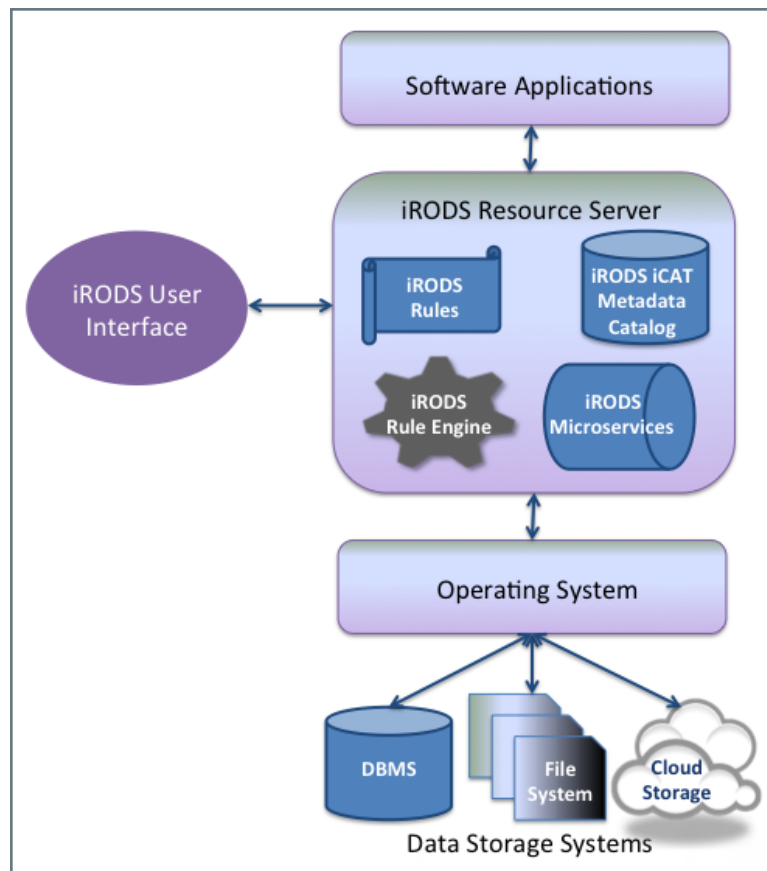 Software Applications
iRODS Resource Server
iRODS
Rules
iRODS iCAT
Metadata
Catalog
iRODS User
Interface
iRODS
Rule Engine
iRODS
Microservices
Operating System
DBMS
File
System
Cloud
Storage
Data Storage Systems